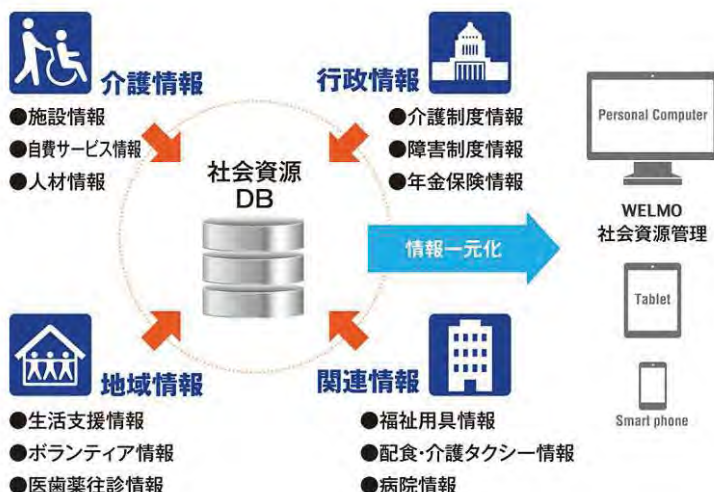 介護情報
●施設情報
●自費サービス情報
●人材情報
行政情報
●介護制度情報
●障害制度情報
●年金保険情報
社会資源
DB
情報一元化
Personal Computer
WELMO
社会資源管理
Tablet
Smart phone
地域情報
●生活支援情報
●ボランティア情報
●医歯薬往診情報
関連情報
●福祉用具情報
●配食・介護タクシー情報
●病院情報